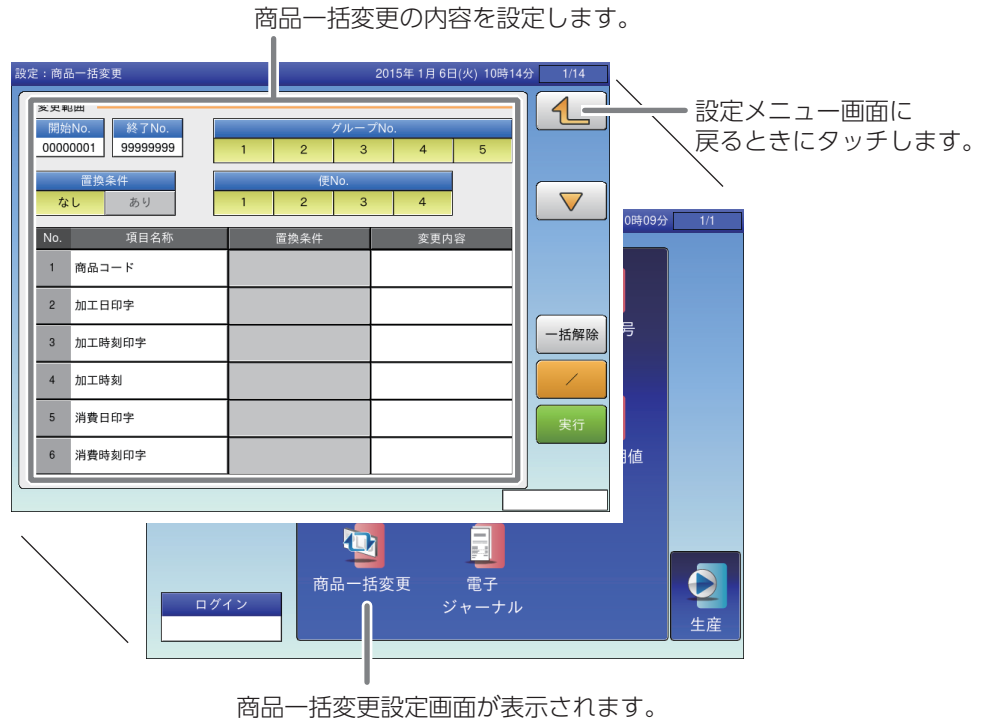 商品一括変更の内容を設定します。
設定：商品一括変更 2015年 1月 6日(火) 10時14分 1/14
変更範囲
開始No. 終了No. グループNo.
00000001 99999999 1 2 3 4 5
設定メニュー画面に
戻るときにタッチします。
置換条件 便No.
なし あり 1 2 3 4
0時09分 1/1
No. 項目名称 置換条件 変更内容
1 商品コード
2 加工日印字
3 加工時刻印字
一括解除
号
4 加工時刻
／
5 消費日印字
実行
6 消費時刻印字
値
商品一括変更 電子
ジャーナル
ログイン
生産
商品一括変更設定画面が表示されます。